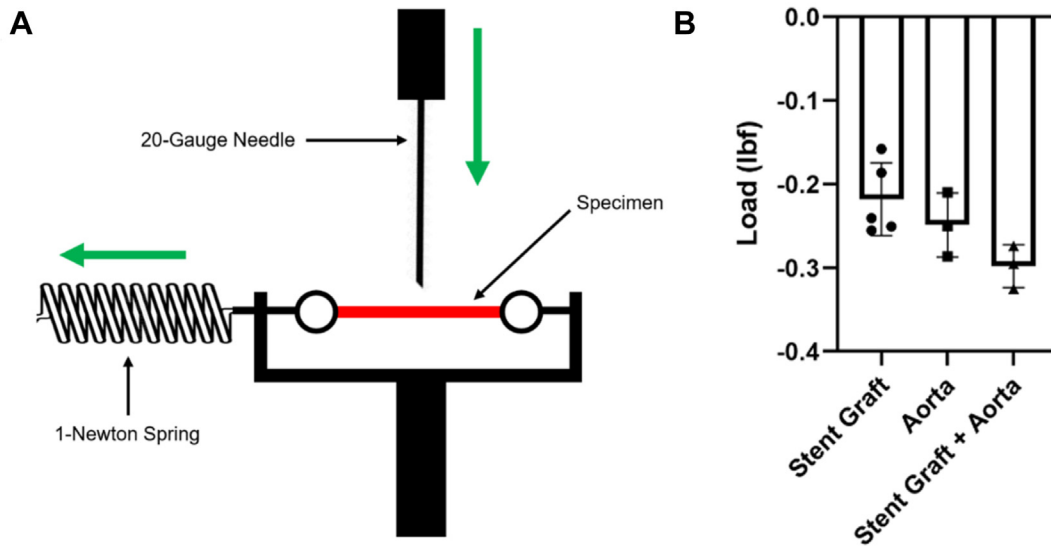 A
20-Gauge Needle
Specimen
1-Newton Spring
B
Load (lbf)
0.0
-0.1
-0.2
-0.3
-0.4
Stent Graft
Aorta
Stent Graft + Aorta